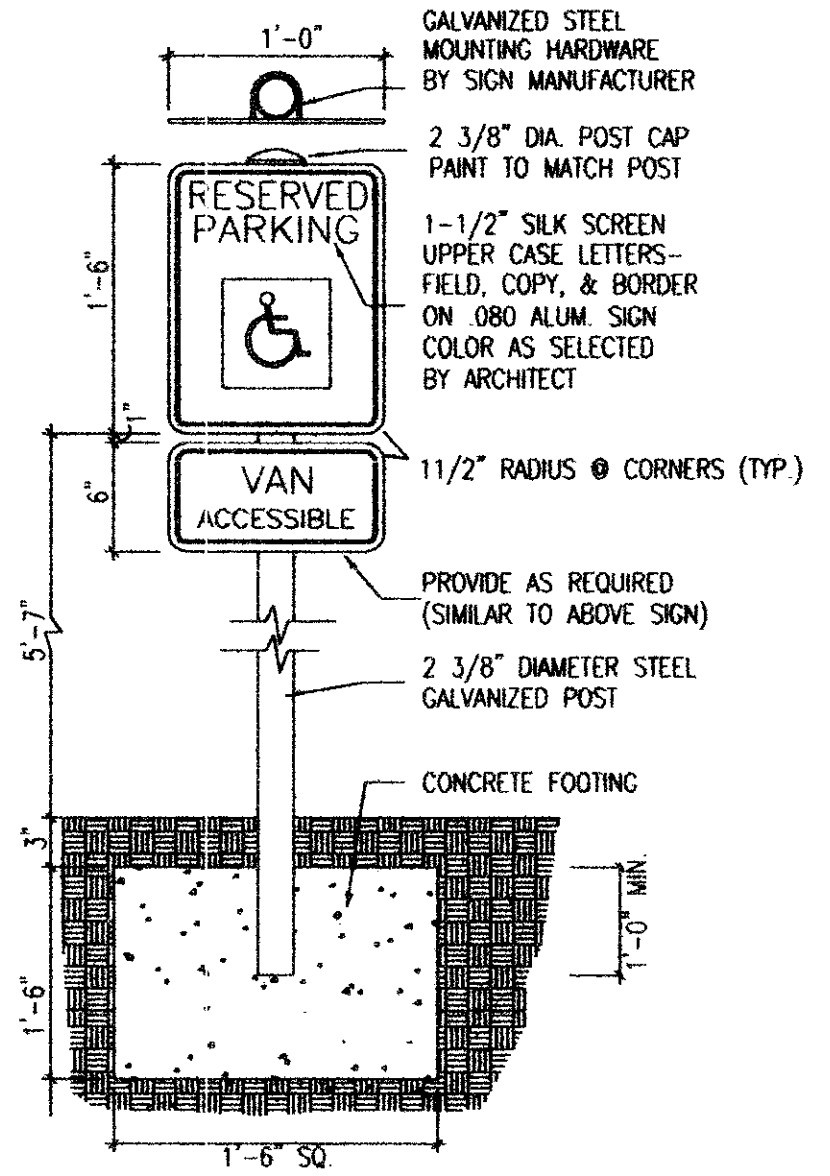 1'-0"
GALVANIZED STEEL
MOUNTING HARDWARE
BY SIGN MANUFACTURER
2 3/8" DIA. POST CAP
PAINT TO MATCH POST
RESERVED
PARKING
1-1/2" SILK SCREEN
UPPER CASE LETTERS-
FIELD, COPY, & BORDER
ON .080 ALUM. SIGN
COLOR AS SELECTED
BY ARCHITECT
1'-6"
1"
11/2" RADIUS @ CORNERS (TYP.)
6"
VAN
ACCESSIBLE
PROVIDE AS REQUIRED
(SIMILAR TO ABOVE SIGN)
5'-7"
2 3/8" DIAMETER STEEL
GALVANIZED POST
CONCRETE FOOTING
3"
1'-0" MIN.
1'-6"
1'-6" SQ.